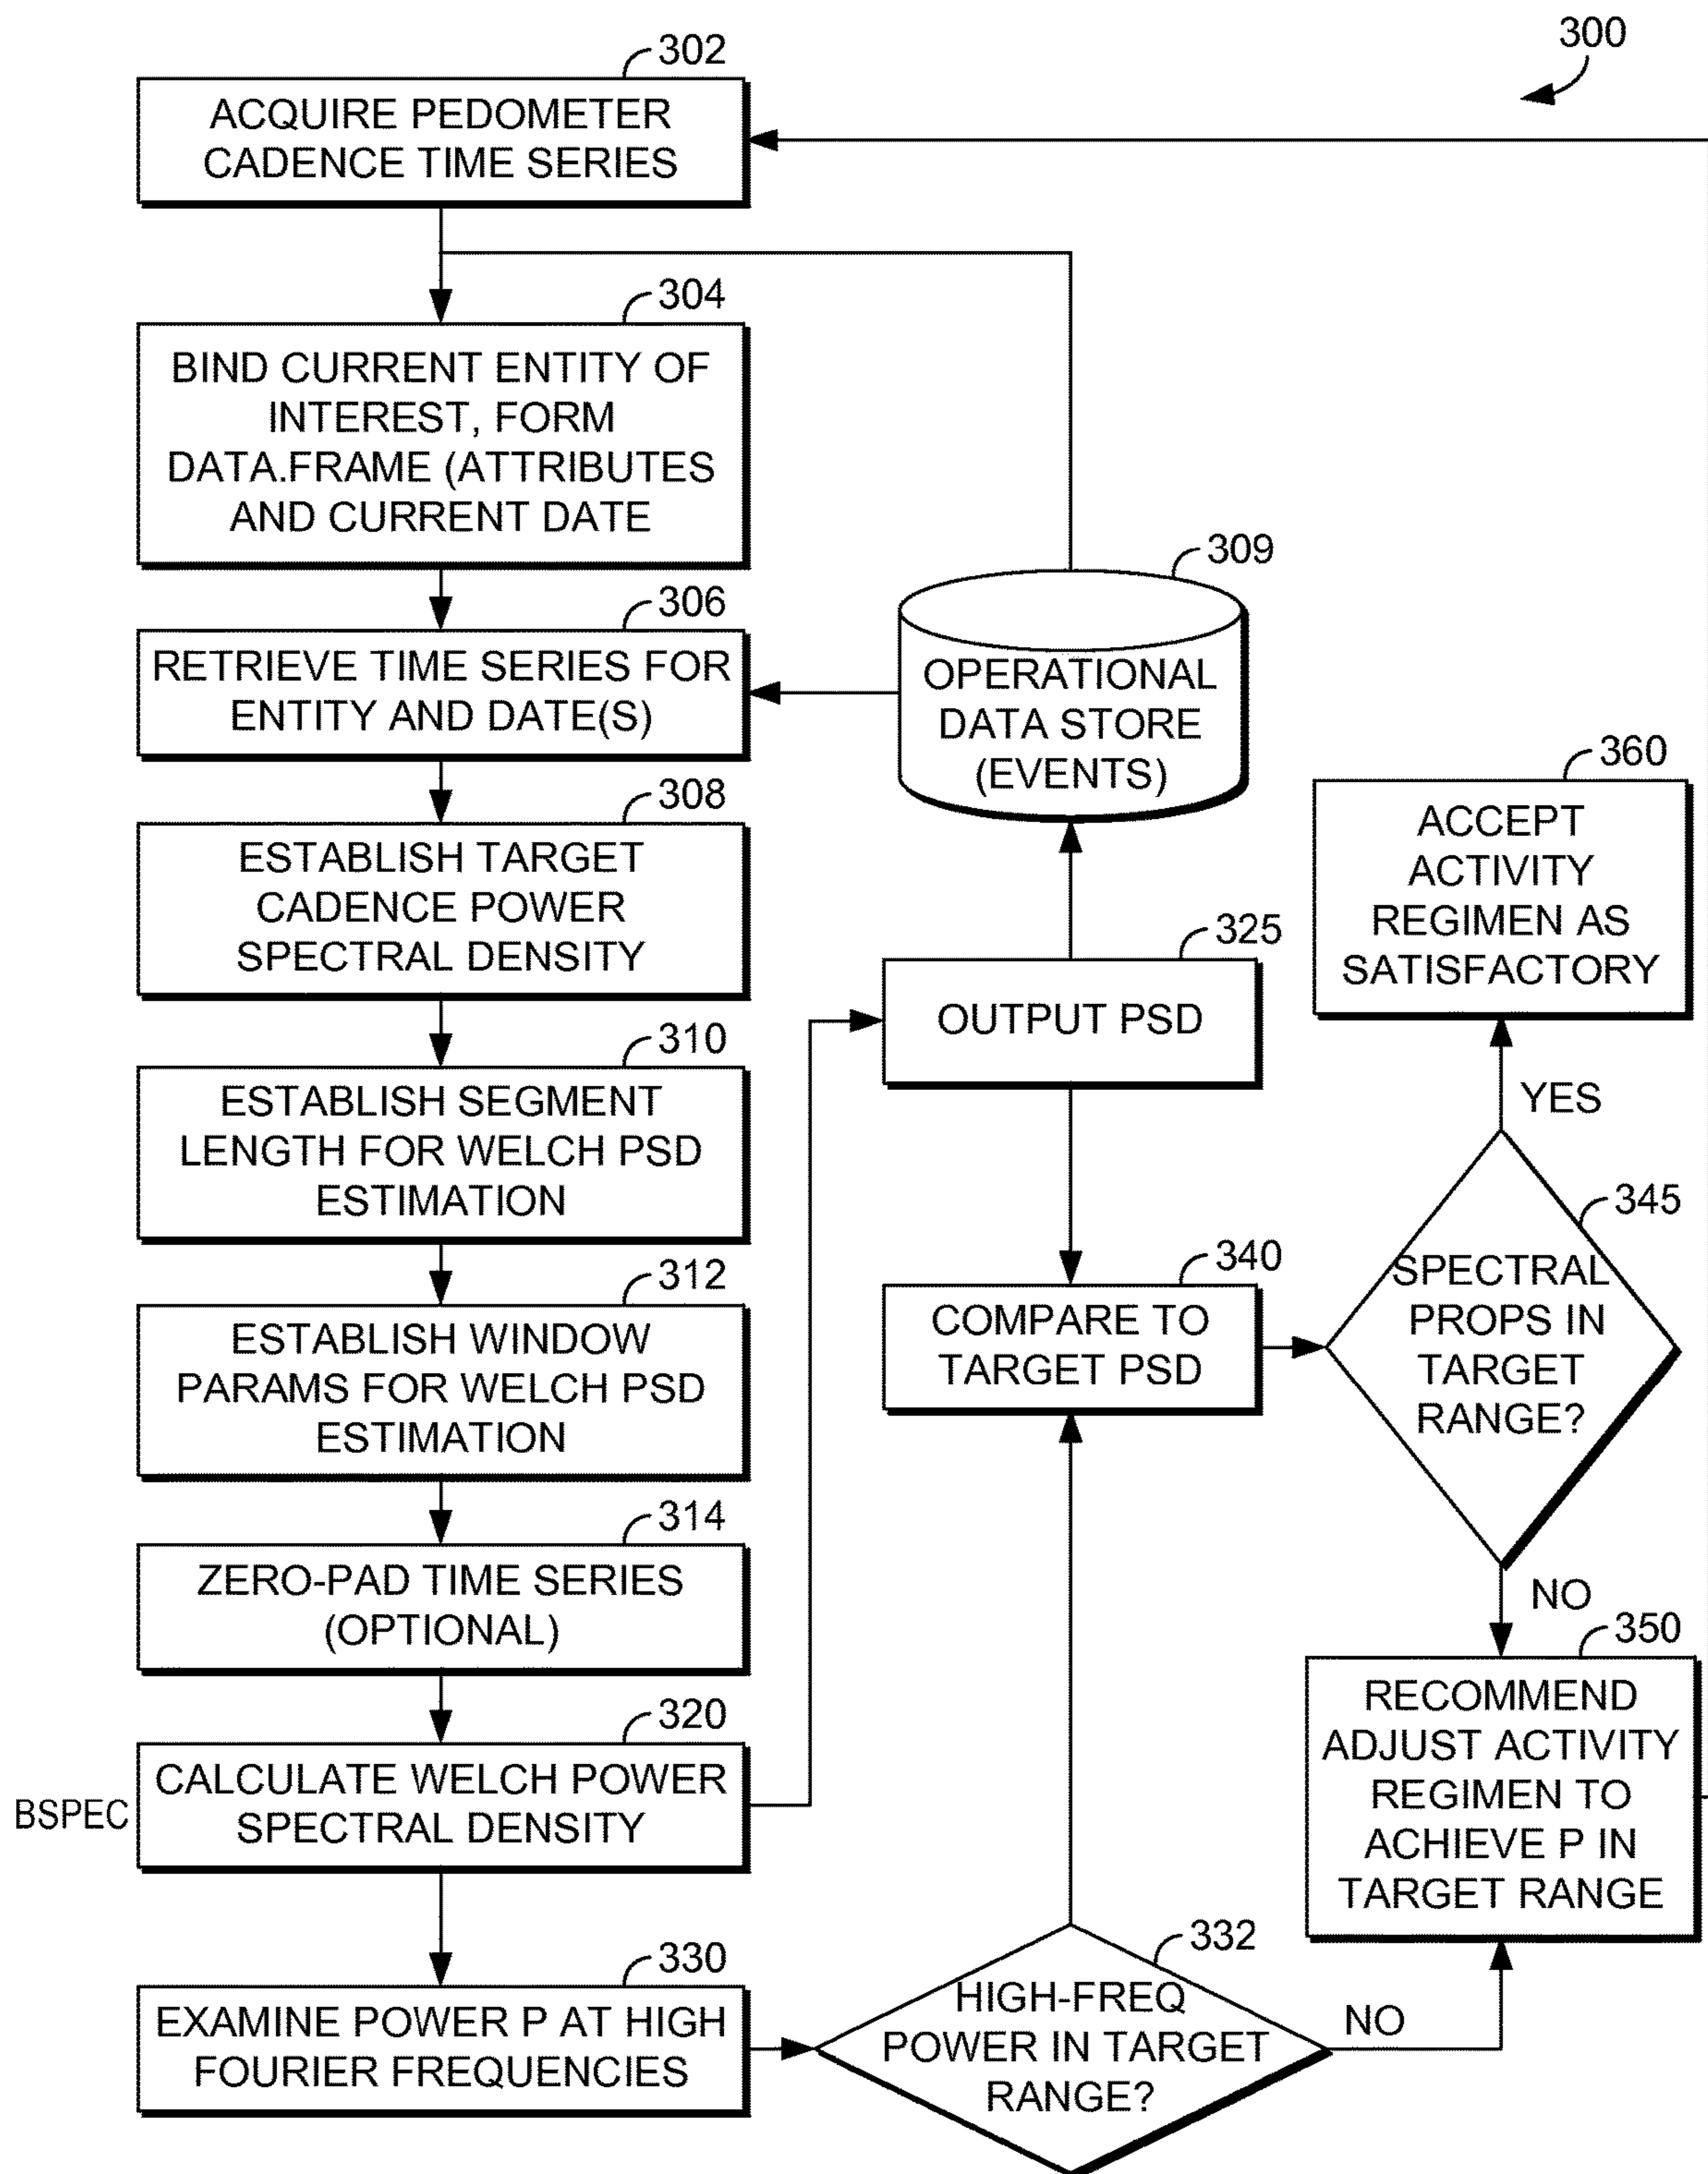 300
302
ACQUIRE PEDOMETER
CADENCE TIME SERIES
304
BIND CURRENT ENTITY OF
INTEREST, FORM
DATA.FRAME (ATTRIBUTES
AND CURRENT DATE
306
RETRIEVE TIME SERIES FOR
ENTITY AND DATE(S)
308
ESTABLISH TARGET
CADENCE POWER
SPECTRAL DENSITY
310
ESTABLISH SEGMENT
LENGTH FOR WELCH PSD
ESTIMATION
312
ESTABLISH WINDOW
PARAMS FOR WELCH PSD
ESTIMATION
314
ZERO-PAD TIME SERIES
(OPTIONAL)
320
BSPEC
CALCULATE WELCH POWER
SPECTRAL DENSITY
330
EXAMINE POWER P AT HIGH
FOURIER FREQUENCIES
309
OPERATIONAL
DATA STORE
(EVENTS)
325
OUTPUT PSD
340
COMPARE TO
TARGET PSD
332
HIGH-FREQ
POWER IN TARGET
RANGE?
NO
360
ACCEPT
ACTIVITY
REGIMEN AS
SATISFACTORY
YES
345
SPECTRAL
PROPS IN
TARGET
RANGE?
NO
350
RECOMMEND
ADJUST ACTIVITY
REGIMEN TO
ACHIEVE P IN
TARGET RANGE